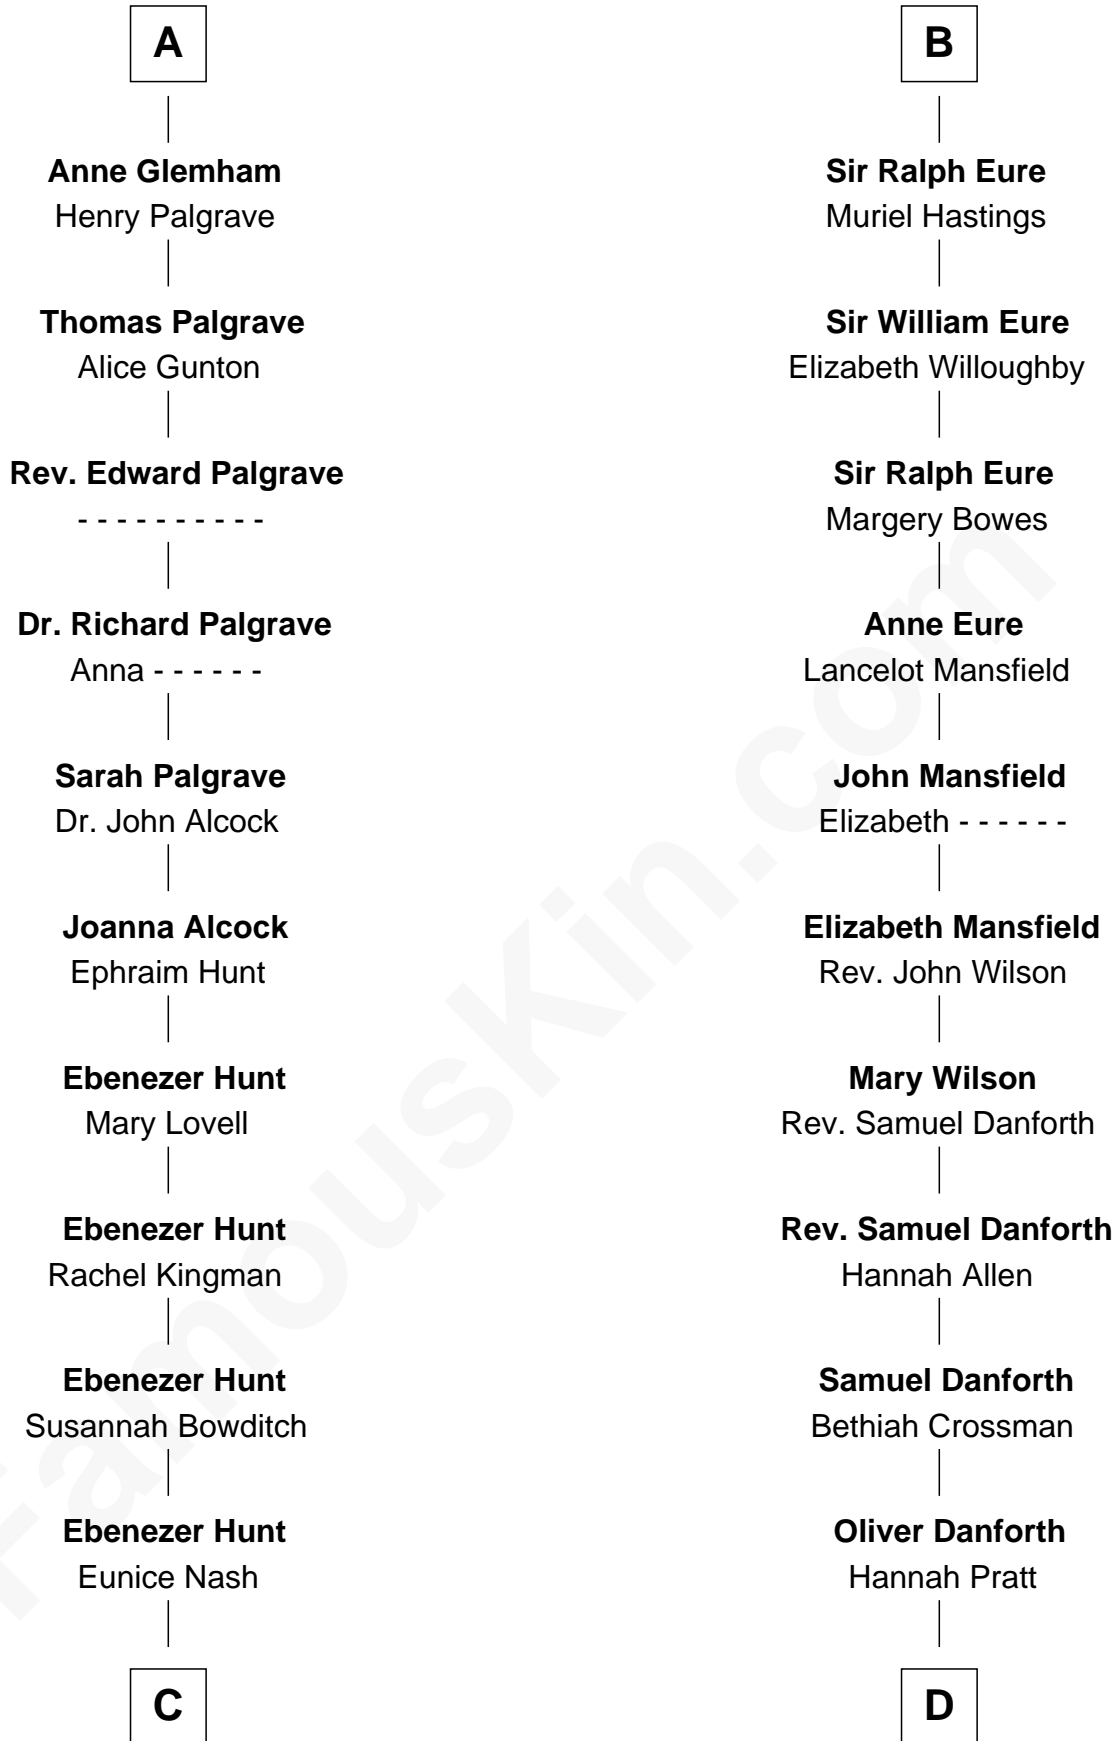 A
Anne Glemham
Henry Palgrave
Thomas Palgrave
Alice Gunton
Rev. Edward Palgrave
- - - - - - - - - -
Dr. Richard Palgrave
Anna - - - - - -
Sarah Palgrave
Dr. John Alcock
Joanna Alcock
Ephraim Hunt
Ebenezer Hunt
Mary Lovell
Ebenezer Hunt
Rachel Kingman
Ebenezer Hunt
Susannah Bowditch
Ebenezer Hunt
Eunice Nash
C
B
Sir Ralph Eure
Muriel Hastings
Sir William Eure
Elizabeth Willoughby
Sir Ralph Eure
Margery Bowes
Anne Eure
Lancelot Mansfield
John Mansfield
Elizabeth - - - - - -
Elizabeth Mansfield
Rev. John Wilson
Mary Wilson
Rev. Samuel Danforth
Rev. Samuel Danforth
Hannah Allen
Samuel Danforth
Bethiah Crossman
Oliver Danforth
Hannah Pratt
D
FamousKin.com